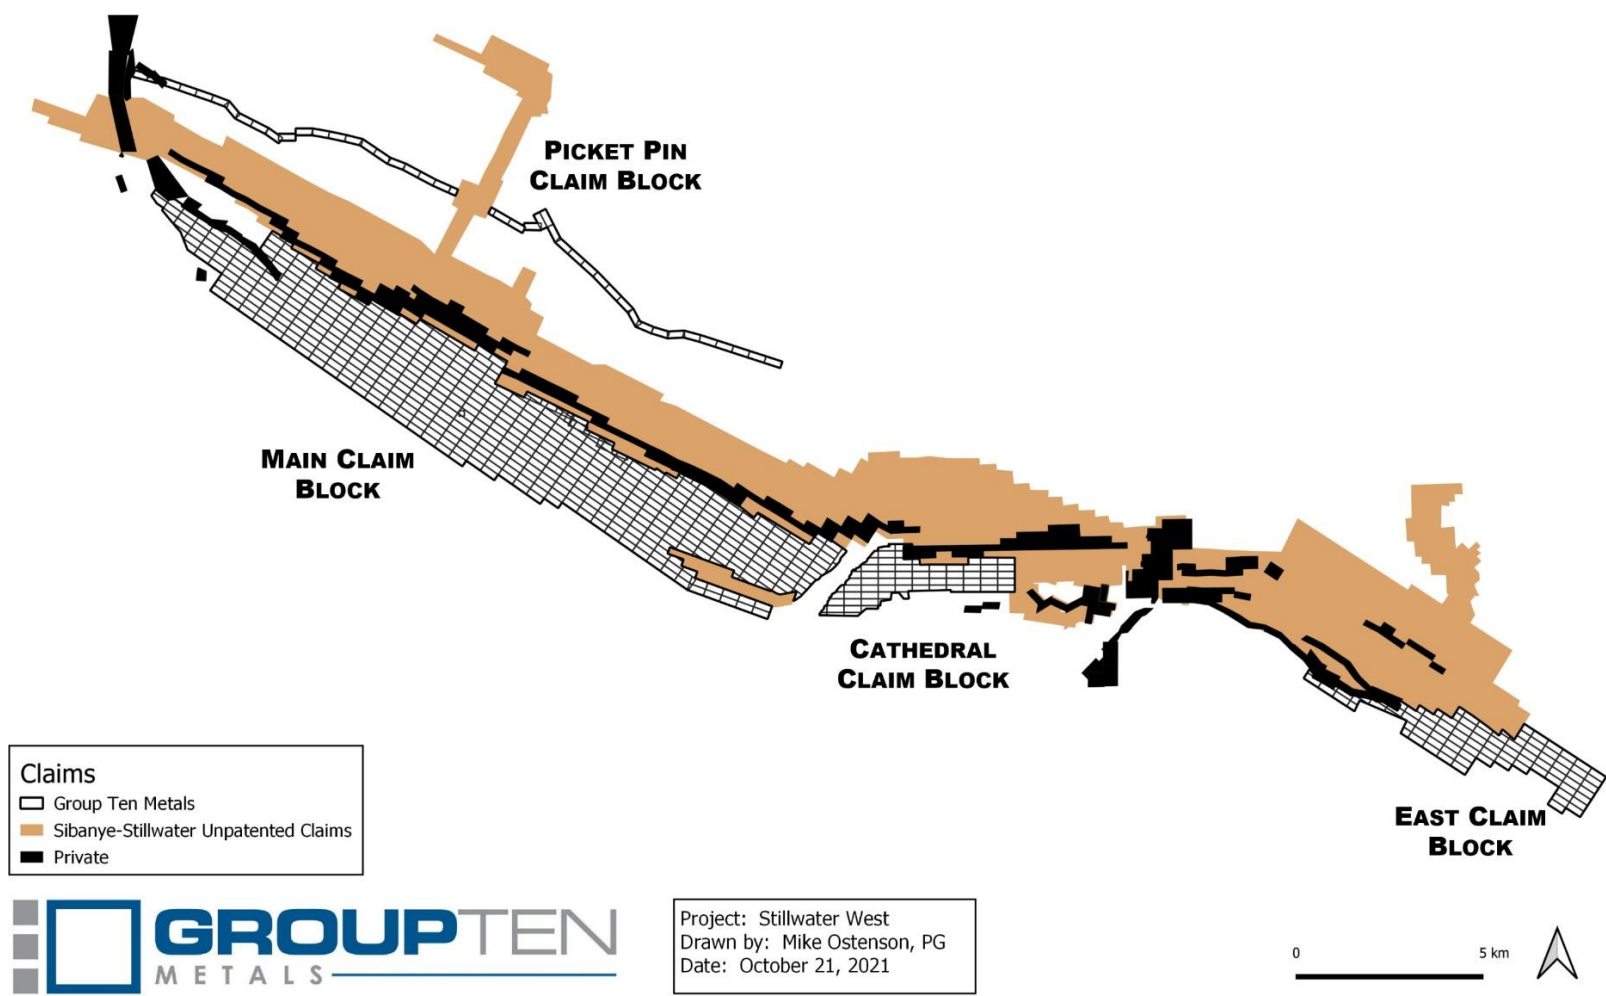 PICKET PIN
CLAIM BLOCK
MAIN CLAIM
BLOCK
CATHEDRAL
CLAIM BLOCK
EAST CLAIM
BLOCK
Claims
Group Ten Metals
Sibanye-Stillwater Unpatented Claims
Private
GROUPTEN
METALS
Project: Stillwater West
Drawn by: Mike Ostenson, PG
Date: October 21, 2021
0 5 km